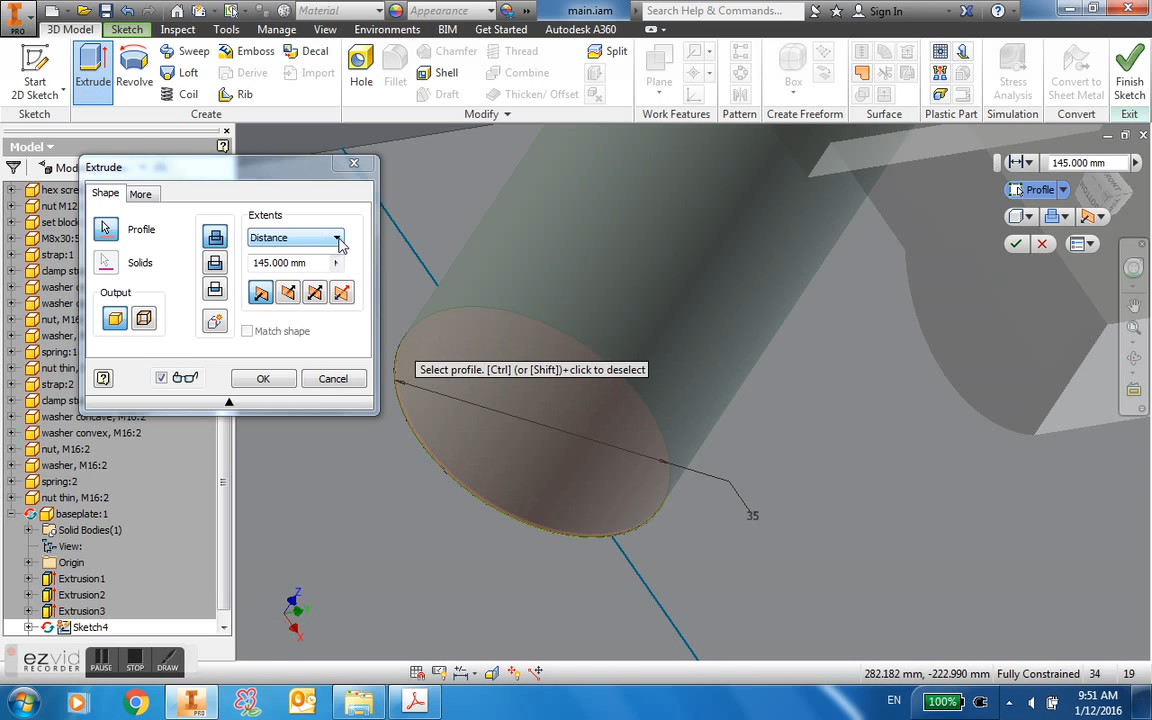 Material
Appearance
main.iam
Search Help & Commands...
Sign In
PRO
3D Model
Sketch
Inspect
Tools
Manage
View
Environments
BIM
Get Started
Autodesk A360
Start
2D Sketch
Extrude
Revolve
Sweep
Emboss
Decal
Loft
Derive
Import
Coil
Rib
Hole
Fillet
Chamfer
Thread
Split
Shell
Combine
Draft
Thicken/ Offset
Plane
Box
Stress
Analysis
Convert to
Sheet Metal
Finish
Sketch
Sketch
Create
Modify
Work Features
Pattern
Create Freeform
Surface
Plastic Part
Simulation
Convert
Exit
Model
hex scre
nut M12
set block
M8x30:5
strap:1
clamp stu
washer c
washer c
nut, M16
washer,
spring:1
nut thin,
strap:2
clamp stu
washer concave, M16:2
washer convex, M16:2
nut, M16:2
washer, M16:2
spring:2
nut thin, M16:2
baseplate:1
Solid Bodies(1)
View:
Origin
Extrusion1
Extrusion2
Extrusion3
Sketch4
Extrude
Shape
More
Profile
Solids
Output
Extents
Distance
145.000 mm
Match shape
OK
Cancel
145.000 mm
Profile
Select profile. [Ctrl] (or [Shift])+click to deselect
35
Z
X
ezvid
RECORDER
PAUSE
STOP
DRAW
282.182 mm, -222.990 mm
Fully Constrained
34
19
PRO
EN
100%
9:51 AM
1/12/2016